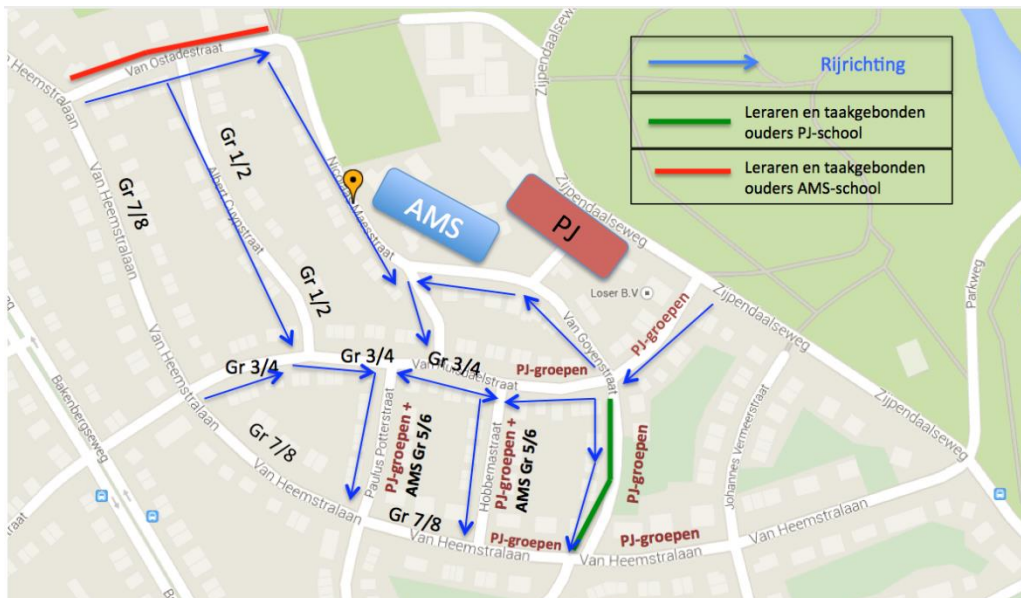 Van Ostadestraat
Van Heemstralaan
Gr 1/2
Albert Cuypstraat
Gr 7/8
Van Heemstralaan
Gr 1/2
Nicolaas Maesstraat
AMS
PJ
Zijpendaalseweg
Zijpendaalseweg
Rijrichting
Leraren en taakgebonden
ouders PJ-school
Leraren en taakgebonden
ouders AMS-school
Loser B.V
PJ-groepen
Zijpendaalseweg
Parkweg
Van Goyenstraat
Gr 3/4
Gr 3/4
Gr 3/4
PJ-groepen
Bakenbergseweg
Gr 7/8
Van Heemstralaan
Paulus Potterstraat
PJ-groepen +
AMS Gr 5/6
Hobbemastraat
PJ-groepen +
AMS Gr 5/6
PJ-groepen
Johannes Vermeerstraat
Zijpendaalseweg
Gr 7/8
Van Heemstralaan
PJ-groepen
PJ-groepen
Van Heemstralaan